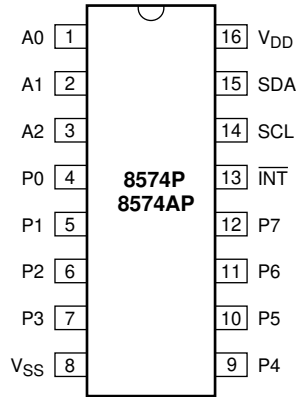 A0 1 16 VDD
A1 2 15 SDA
A2 3 14 SCL
P0 4 8574P 13 INT
8574AP
P1 5 12 P7
P2 6 11 P6
P3 7 10 P5
VSS 8 9 P4